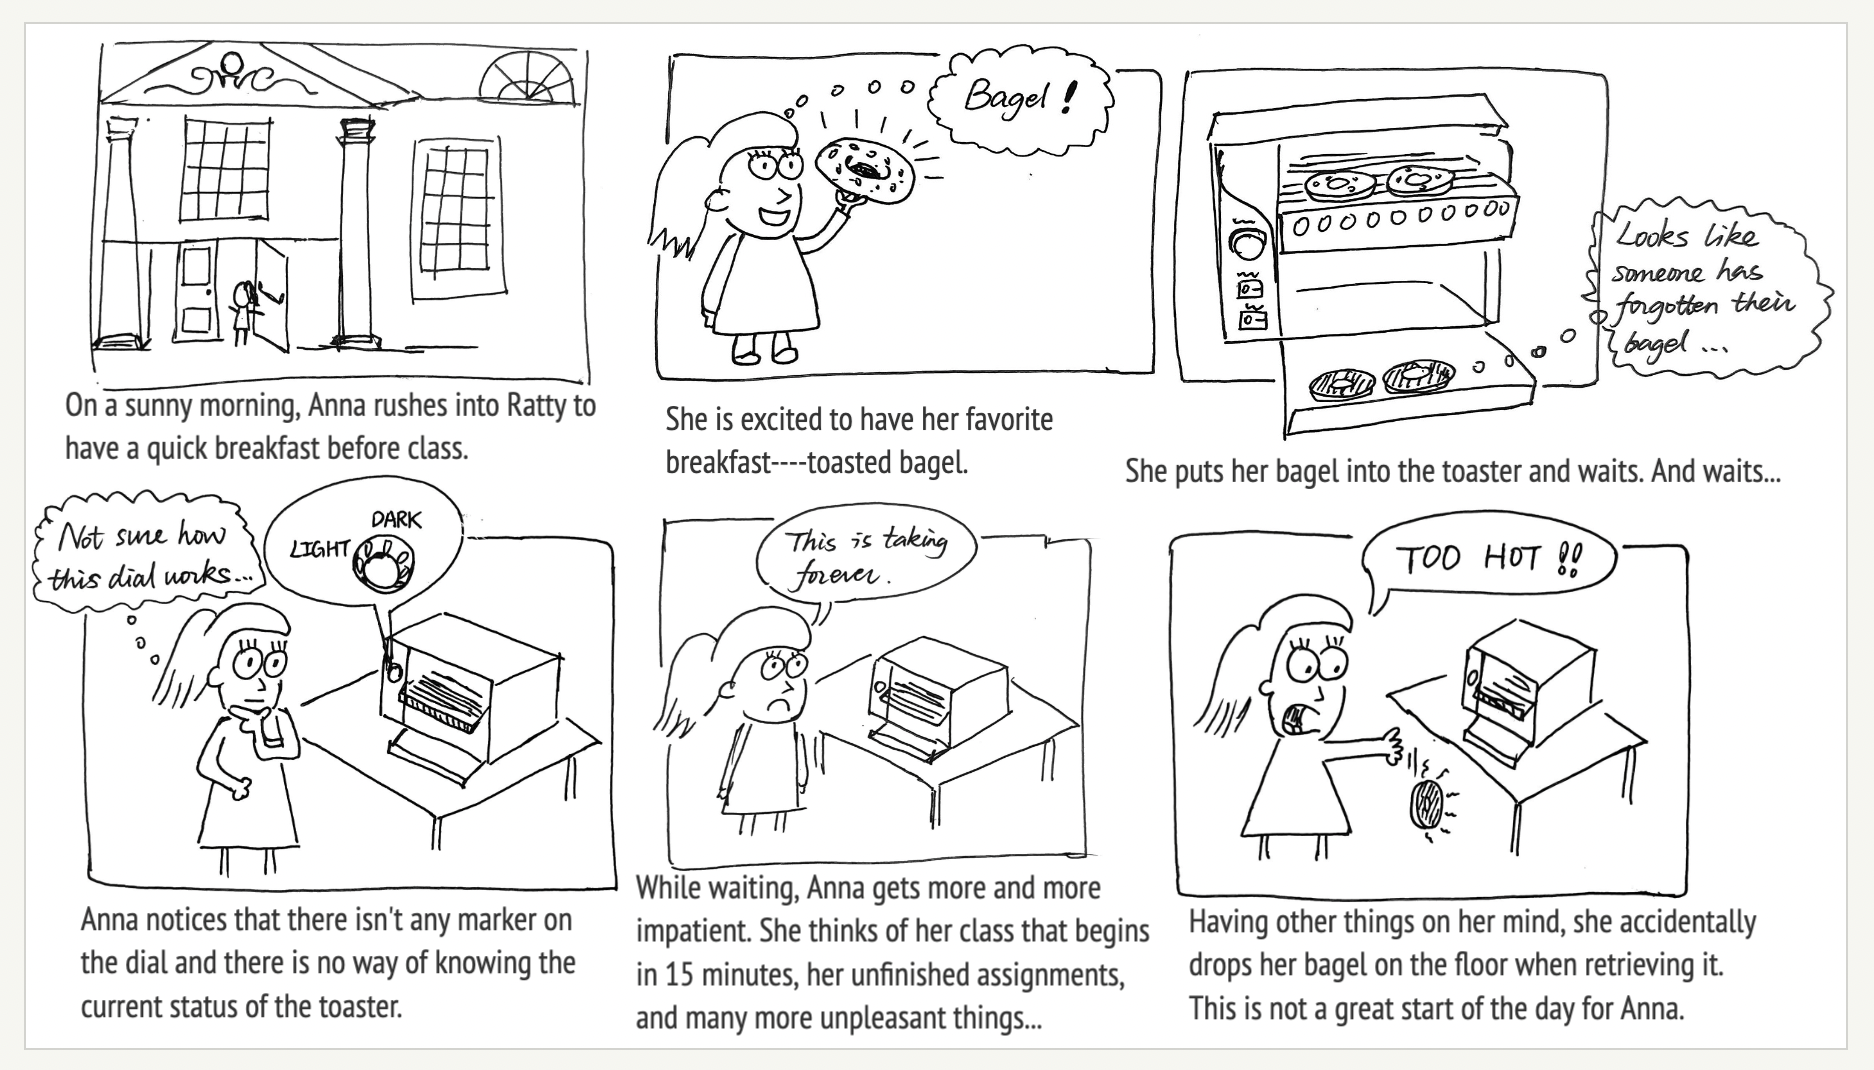 On a sunny morning, Anna rushes into Ratty to
have a quick breakfast before class.
Bagel !
She is excited to have her favorite
breakfast----toasted bagel.
Looks like
someone has
forgotten their
bagel ...
She puts her bagel into the toaster and waits. And waits...
Not sure how
this dial works...
DARK
LIGHT
Anna notices that there isn't any marker on
the dial and there is no way of knowing the
current status of the toaster.
This is taking
forever.
While waiting, Anna gets more and more
impatient. She thinks of her class that begins
in 15 minutes, her unfinished assignments,
and many more unpleasant things...
TOO HOT !!
Having other things on her mind, she accidentally
drops her bagel on the floor when retrieving it.
This is not a great start of the day for Anna.